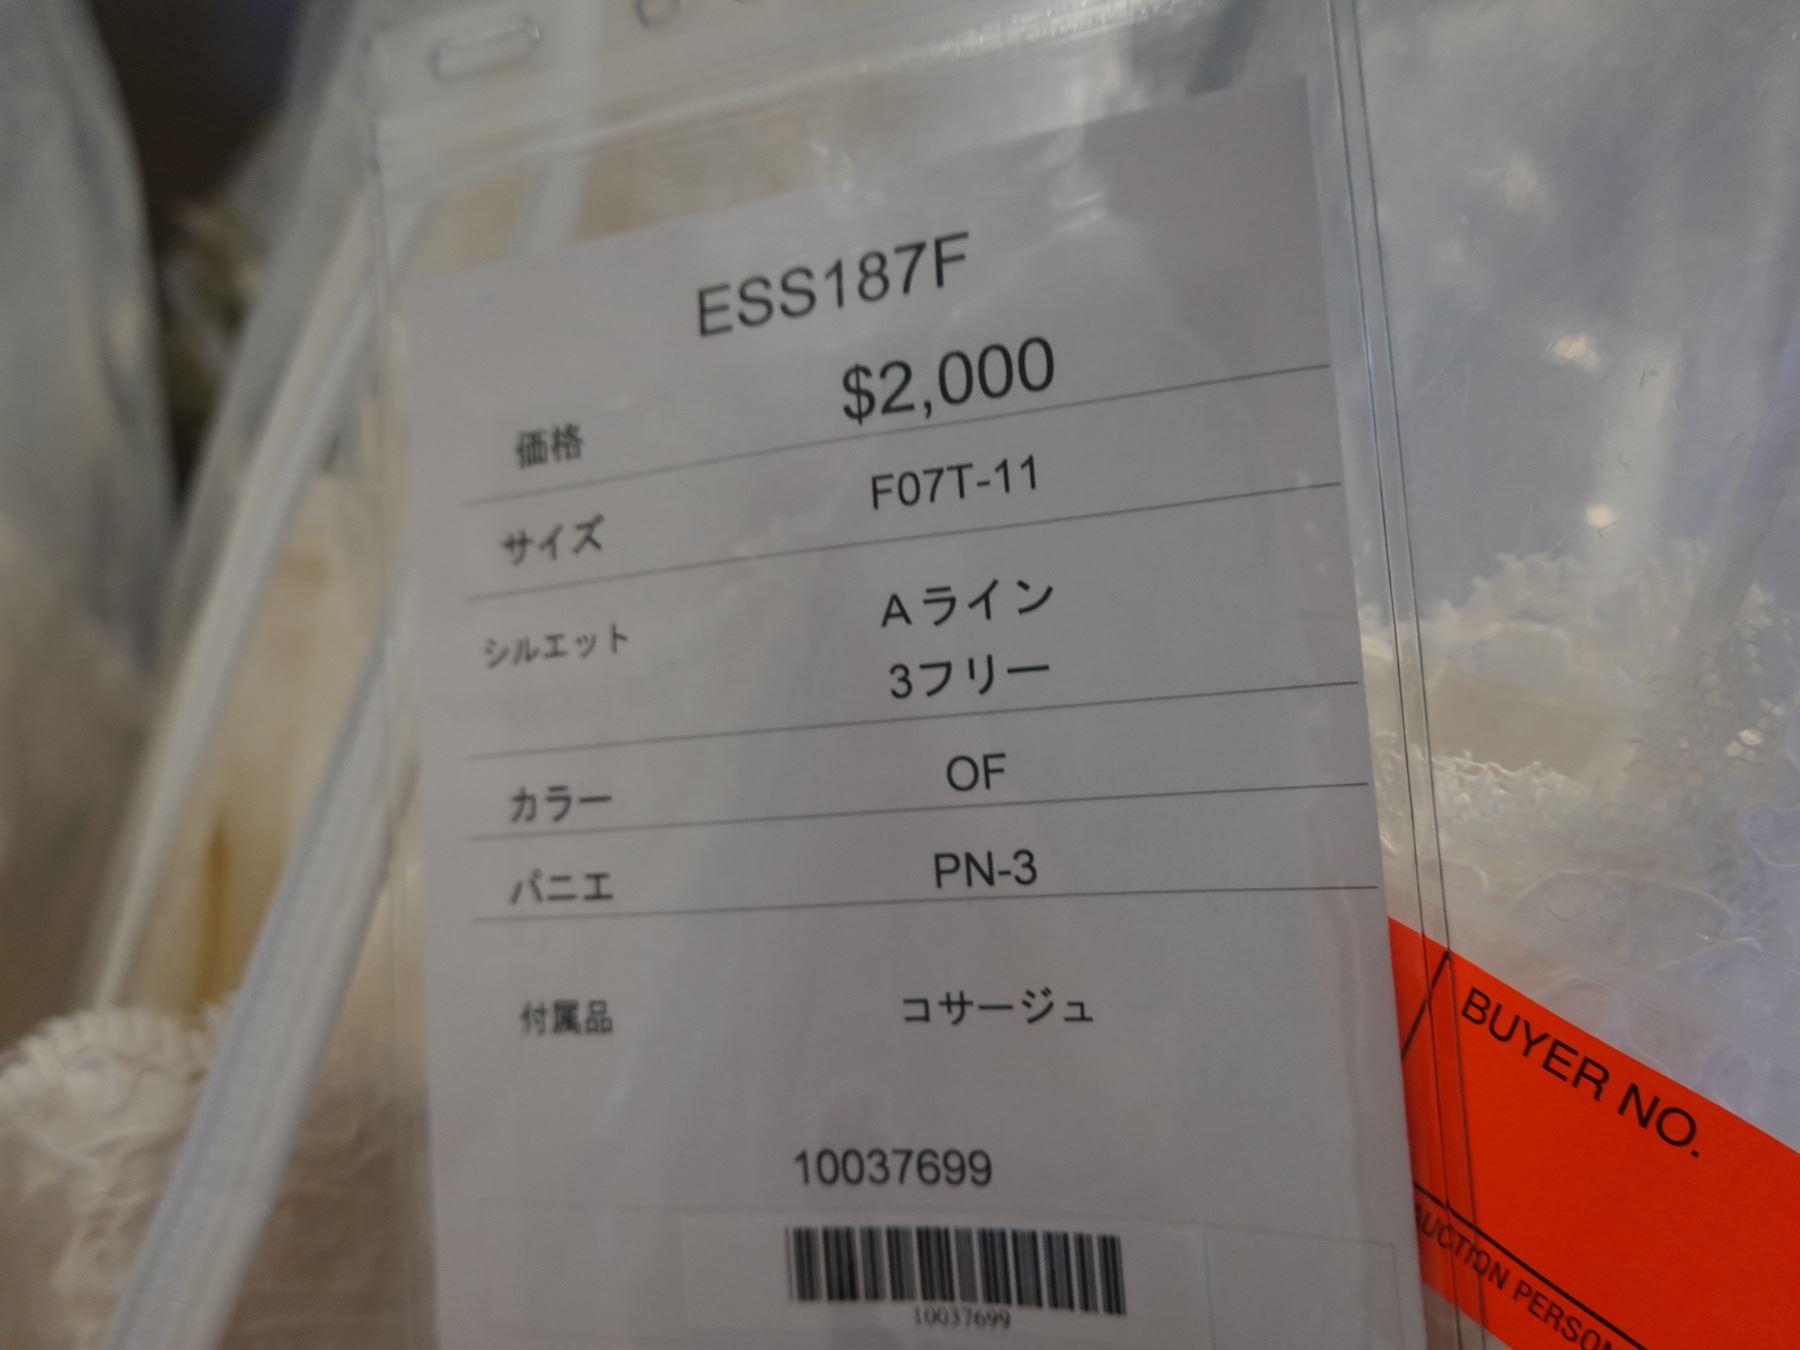 ESS187F
価格 $2,000
サイズ F07T-11
シルエット Aライン
3フリー
カラー OF
パニエ PN-3
付属品 コサージュ
10037699
10037699
BUYER NO.
AUCTION PERSON